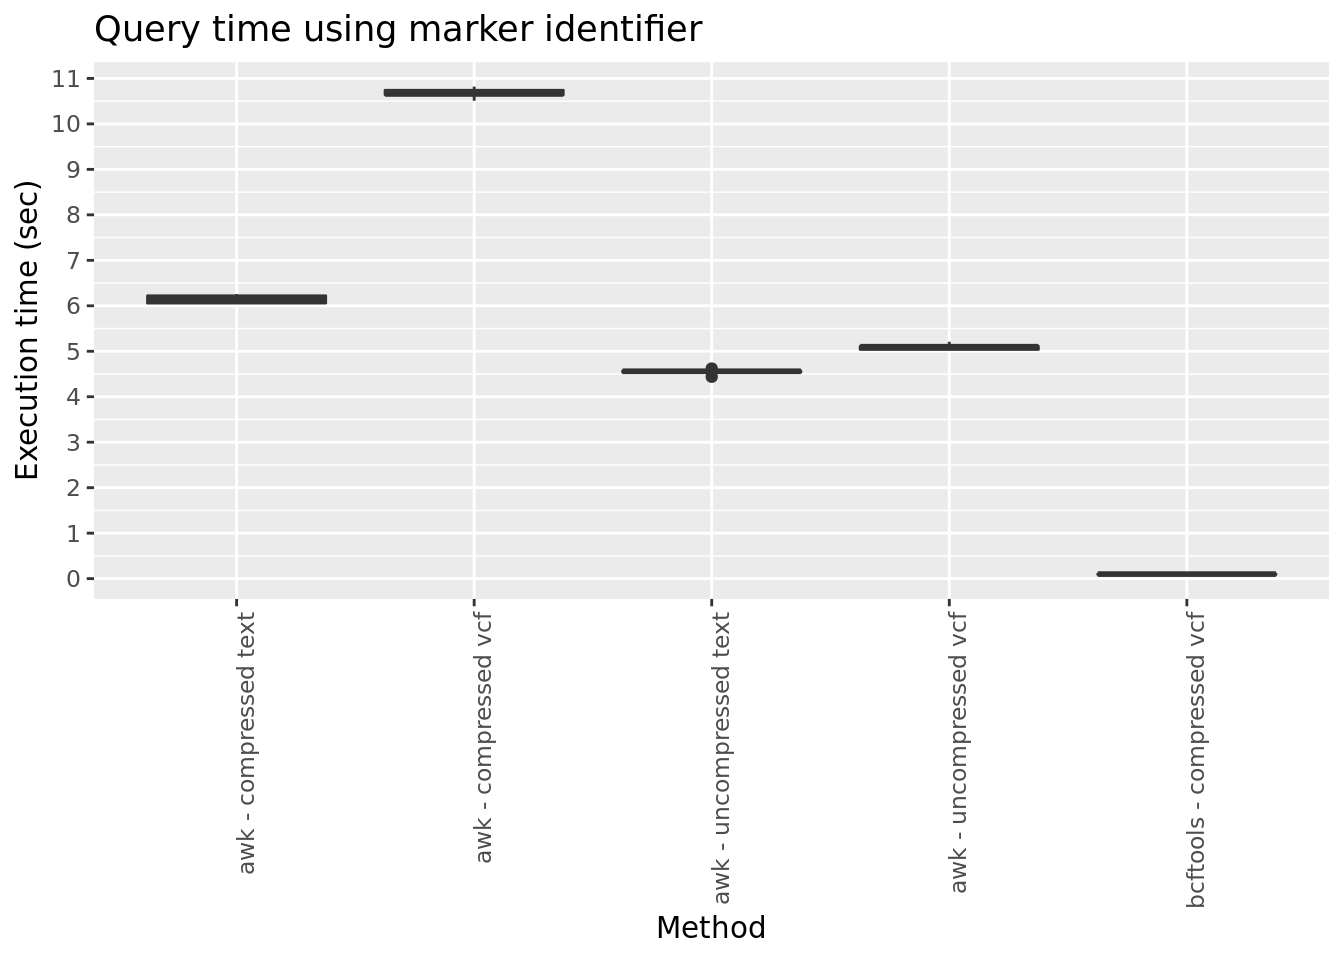 Query time using marker identifier
Execution time (sec)
11
10
9
8
7
6
5
4
3
2
1
0
awk - compressed text
awk - compressed vcf
awk - uncompressed text
awk - uncompressed vcf
bcftools - compressed vcf
Method